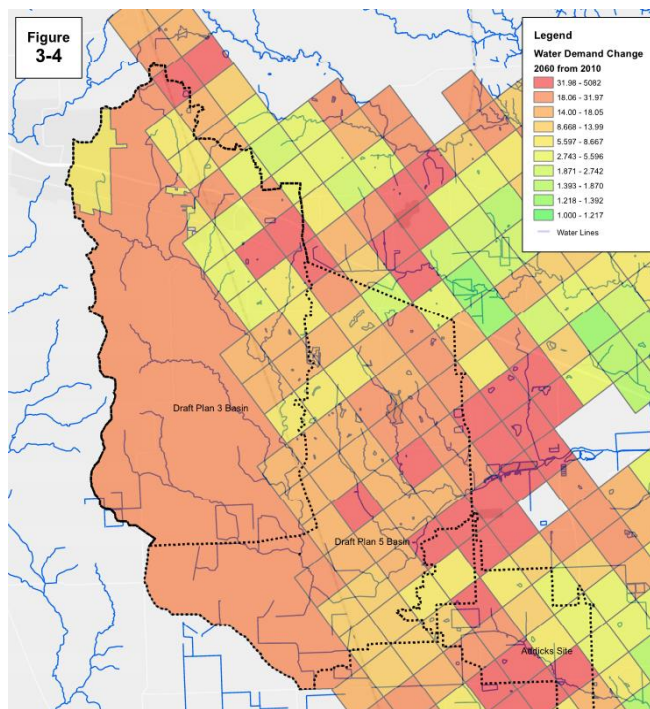 Figure
3-4
Legend
Water Demand Change
2060 from 2010
31.98 - 5082
18.06 - 31.97
14.00 - 18.05
8.668 - 13.99
5.597 - 8.667
2.743 - 5.596
1.871 - 2.742
1.393 - 1.870
1.218 - 1.392
1.000 - 1.217
Water Lines
Draft Plan 3 Basin
Draft Plan 5 Basin
Addicks Site